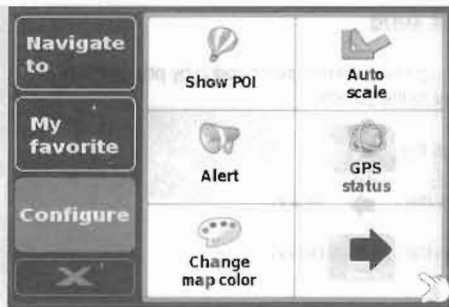 Navigate
to
My
favorite
Configure
Show POI
Auto
scale
Alert
GPS
status
Change
map color